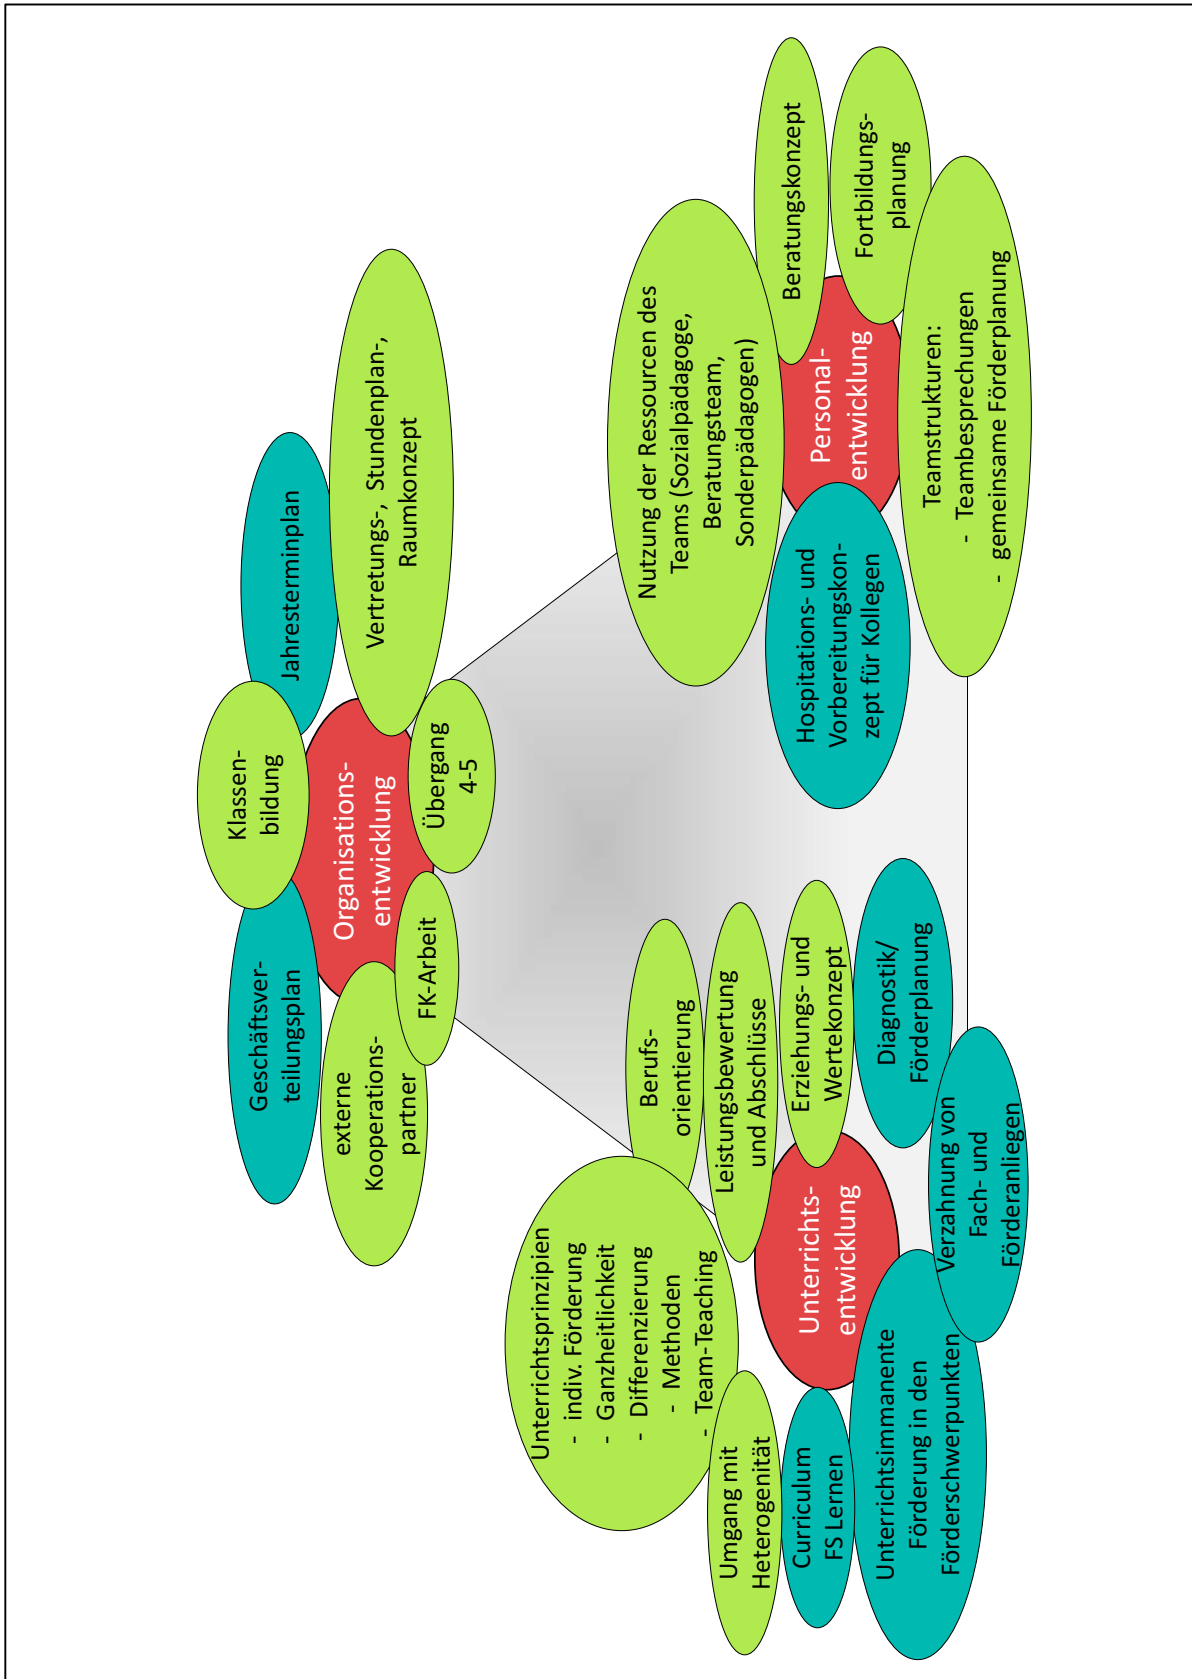 Klassen-
bildung
Geschäftsver-
teilungsplan
Jahresterminplan
Organisations-
entwicklung
externe
Kooperations-
partner
Vertretungs-, Stundenplan-,
Raumkonzept
FK-Arbeit
Übergang
4-5
Unterrichtsprinzipien
- indiv. Förderung
- Ganzheitlichkeit
- Differenzierung
- Methoden
- Team-Teaching
Berufs-
orientierung
Leistungsbewertung
und Abschlüsse
Erziehungs- und
Wertekonzept
Umgang mit
Heterogenität
Unterrichts-
entwicklung
Curriculum
FS Lernen
Diagnostik/
Förderplanung
Unterrichtsimmanente
Förderung in den
Förderschwerpunkten
Verzahnung von
Fach- und
Förderanliegen
Nutzung der Ressourcen des
Teams (Sozialpädagoge,
Beratungsteam,
Sonderpädagogen)
Beratungskonzept
Personal-
entwicklung
Hospitations- und
Vorbereitungskon-
zept für Kollegen
Fortbildungs-
planung
Teamstrukturen:
- Teambesprechungen
- gemeinsame Förderplanung